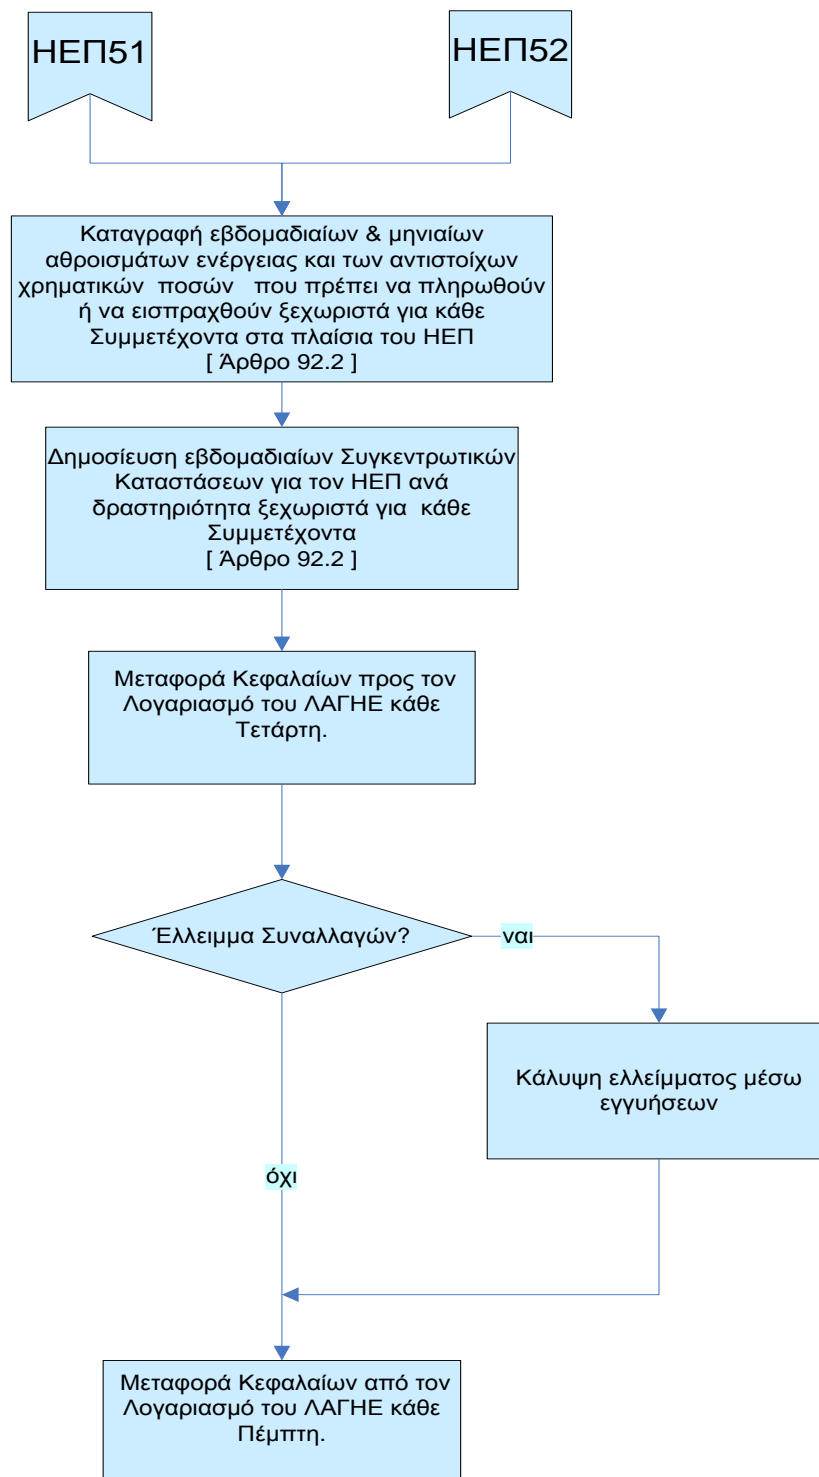 ΗΕΠ51
ΗΕΠ52
Καταγραφή εβδομαδιαίων & μηνιαίων
αθροισμάτων ενέργειας και των αντιστοίχων
χρηματικών ποσών που πρέπει να πληρωθούν
ή να εισπραχθούν ξεχωριστά για κάθε
Συμμετέχοντα στα πλαίσια του ΗΕΠ
[ Άρθρο 92.2 ]
Δημοσίευση εβδομαδιαίων Συγκεντρωτικών
Καταστάσεων για τον ΗΕΠ ανά
δραστηριότητα ξεχωριστά για κάθε
Συμμετέχοντα
[ Άρθρο 92.2 ]
Μεταφορά Κεφαλαίων προς τον
Λογαριασμό του ΛΑΓΗΕ κάθε
Τετάρτη.
Έλλειμμα Συναλλαγών?
ναι
Κάλυψη ελλείμματος μέσω
εγγυήσεων
όχι
Μεταφορά Κεφαλαίων από τον
Λογαριασμό του ΛΑΓΗΕ κάθε
Πέμπτη.